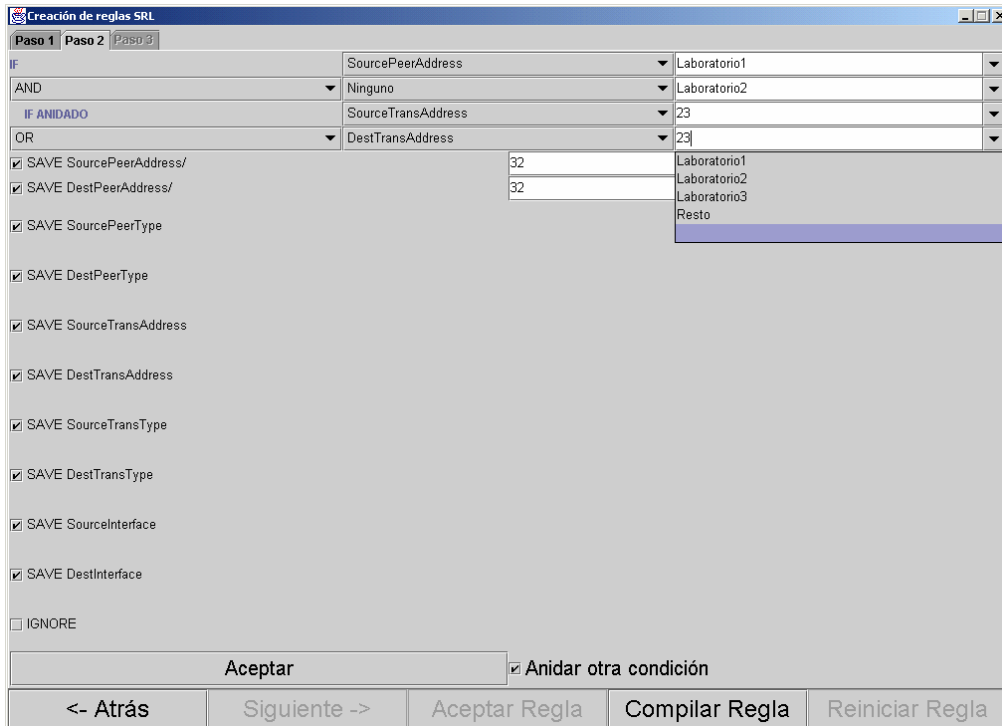 Creación de reglas SRL
Paso 1 Paso 2 Paso 3
IF SourcePeerAddress Laboratorio1
AND Ninguno Laboratorio2
IF ANIDADO SourceTransAddress 23
OR DestTransAddress 23
SAVE SourcePeerAddress/ 32
SAVE DestPeerAddress/ 32
Laboratorio1
Laboratorio2
Laboratorio3
Resto
SAVE SourcePeerType
SAVE DestPeerType
SAVE SourceTransAddress
SAVE DestTransAddress
SAVE SourceTransType
SAVE DestTransType
SAVE SourceInterface
SAVE DestInterface
IGNORE
Aceptar Anidar otra condición
<- Atrás Siguiente -> Aceptar Regla Compilar Regla Reiniciar Regla